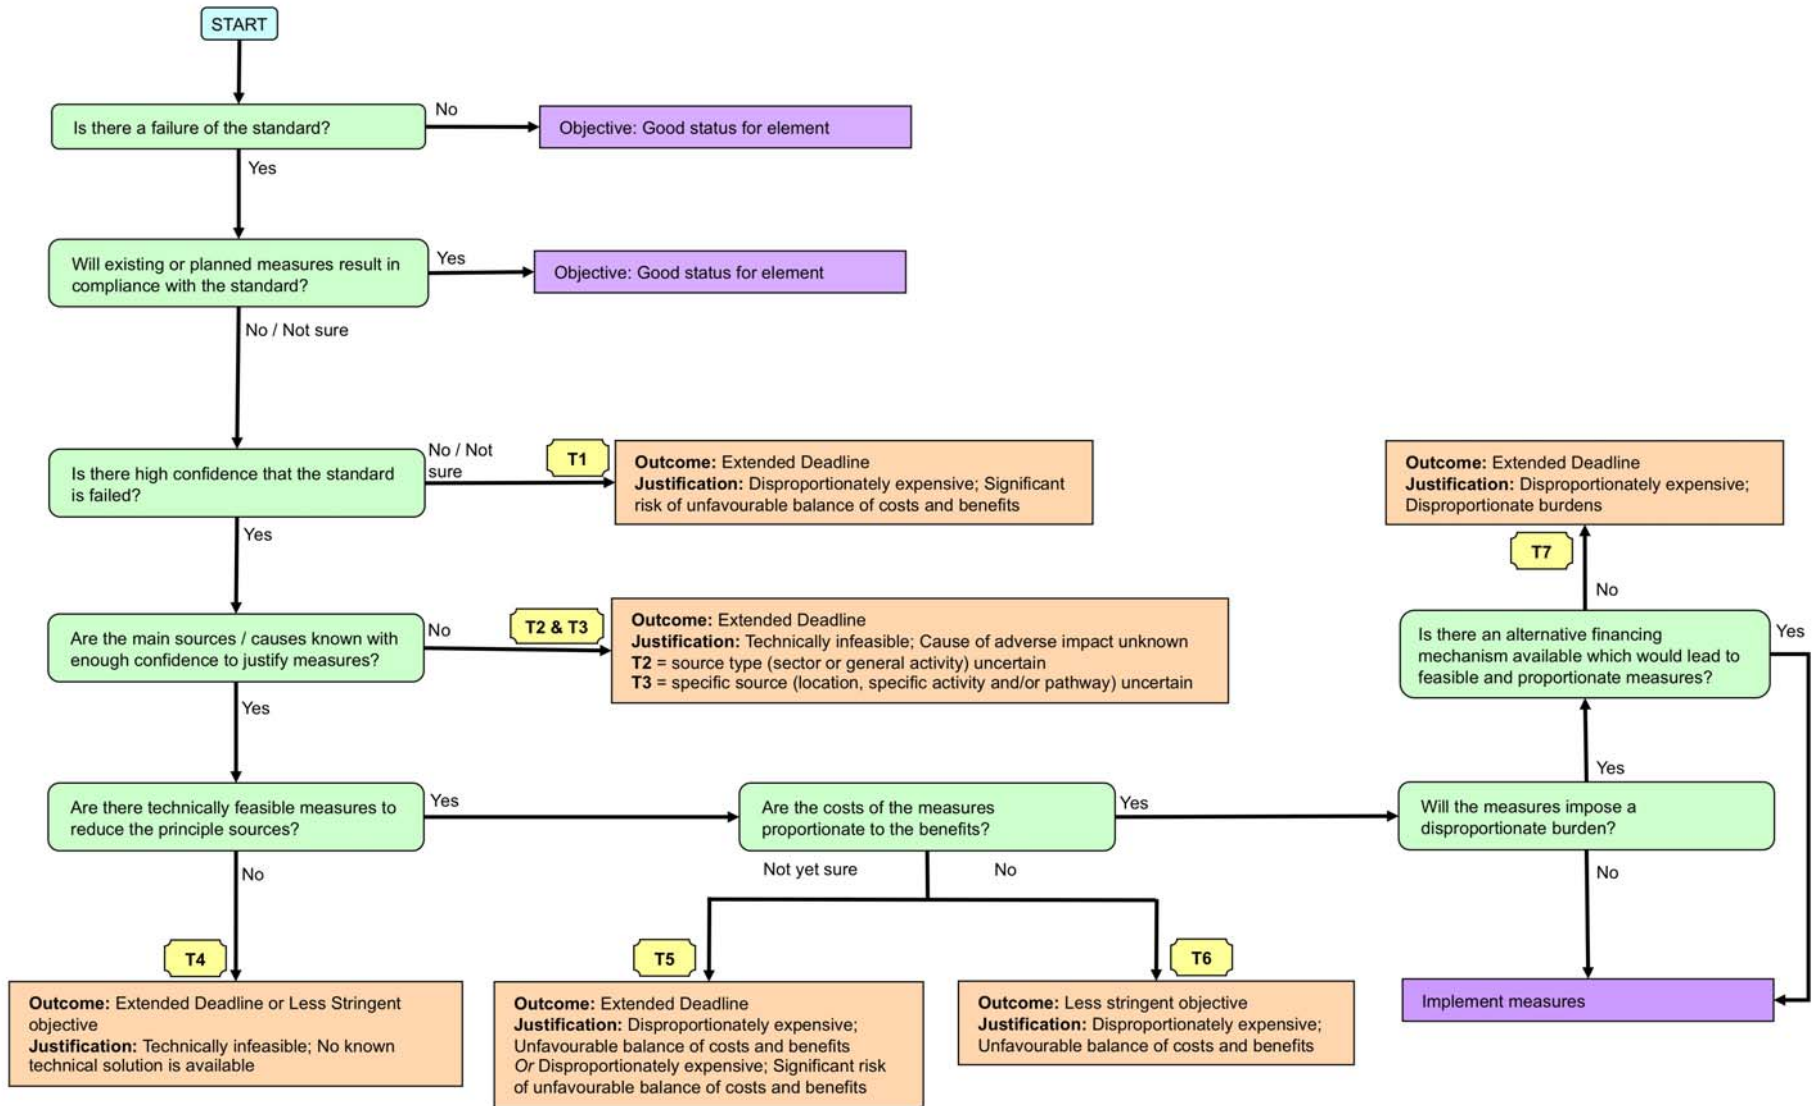 START
Is there a failure of the standard?
No
Objective: Good status for element
Yes
Will existing or planned measures result in
compliance with the standard?
Yes
Objective: Good status for element
No / Not sure
Is there high confidence that the standard
is failed?
No / Not
sure
T1
Outcome: Extended Deadline
Justification: Disproportionately expensive; Significant
risk of unfavourable balance of costs and benefits
Yes
Are the main sources / causes known with
enough confidence to justify measures?
No
T2 & T3
Outcome: Extended Deadline
Justification: Technically infeasible; Cause of adverse impact unknown
T2 = source type (sector or general activity) uncertain
T3 = specific source (location, specific activity and/or pathway) uncertain
Yes
Are there technically feasible measures to
reduce the principle sources?
No
T4
Outcome: Extended Deadline or Less Stringent
objective
Justification: Technically infeasible; No known
technical solution is available
Yes
Are the costs of the measures
proportionate to the benefits?
Not yet sure
No
T5
Outcome: Extended Deadline
Justification: Disproportionately expensive;
Unfavourable balance of costs and benefits
Or Disproportionately expensive; Significant risk
of unfavourable balance of costs and benefits
T6
Outcome: Less stringent objective
Justification: Disproportionately expensive;
Unfavourable balance of costs and benefits
Yes
Will the measures impose a
disproportionate burden?
Yes
Is there an alternative financing
mechanism available which would lead to
feasible and proportionate measures?
Yes
No
T7
Outcome: Extended Deadline
Justification: Disproportionately expensive;
Disproportionate burdens
No
Implement measures